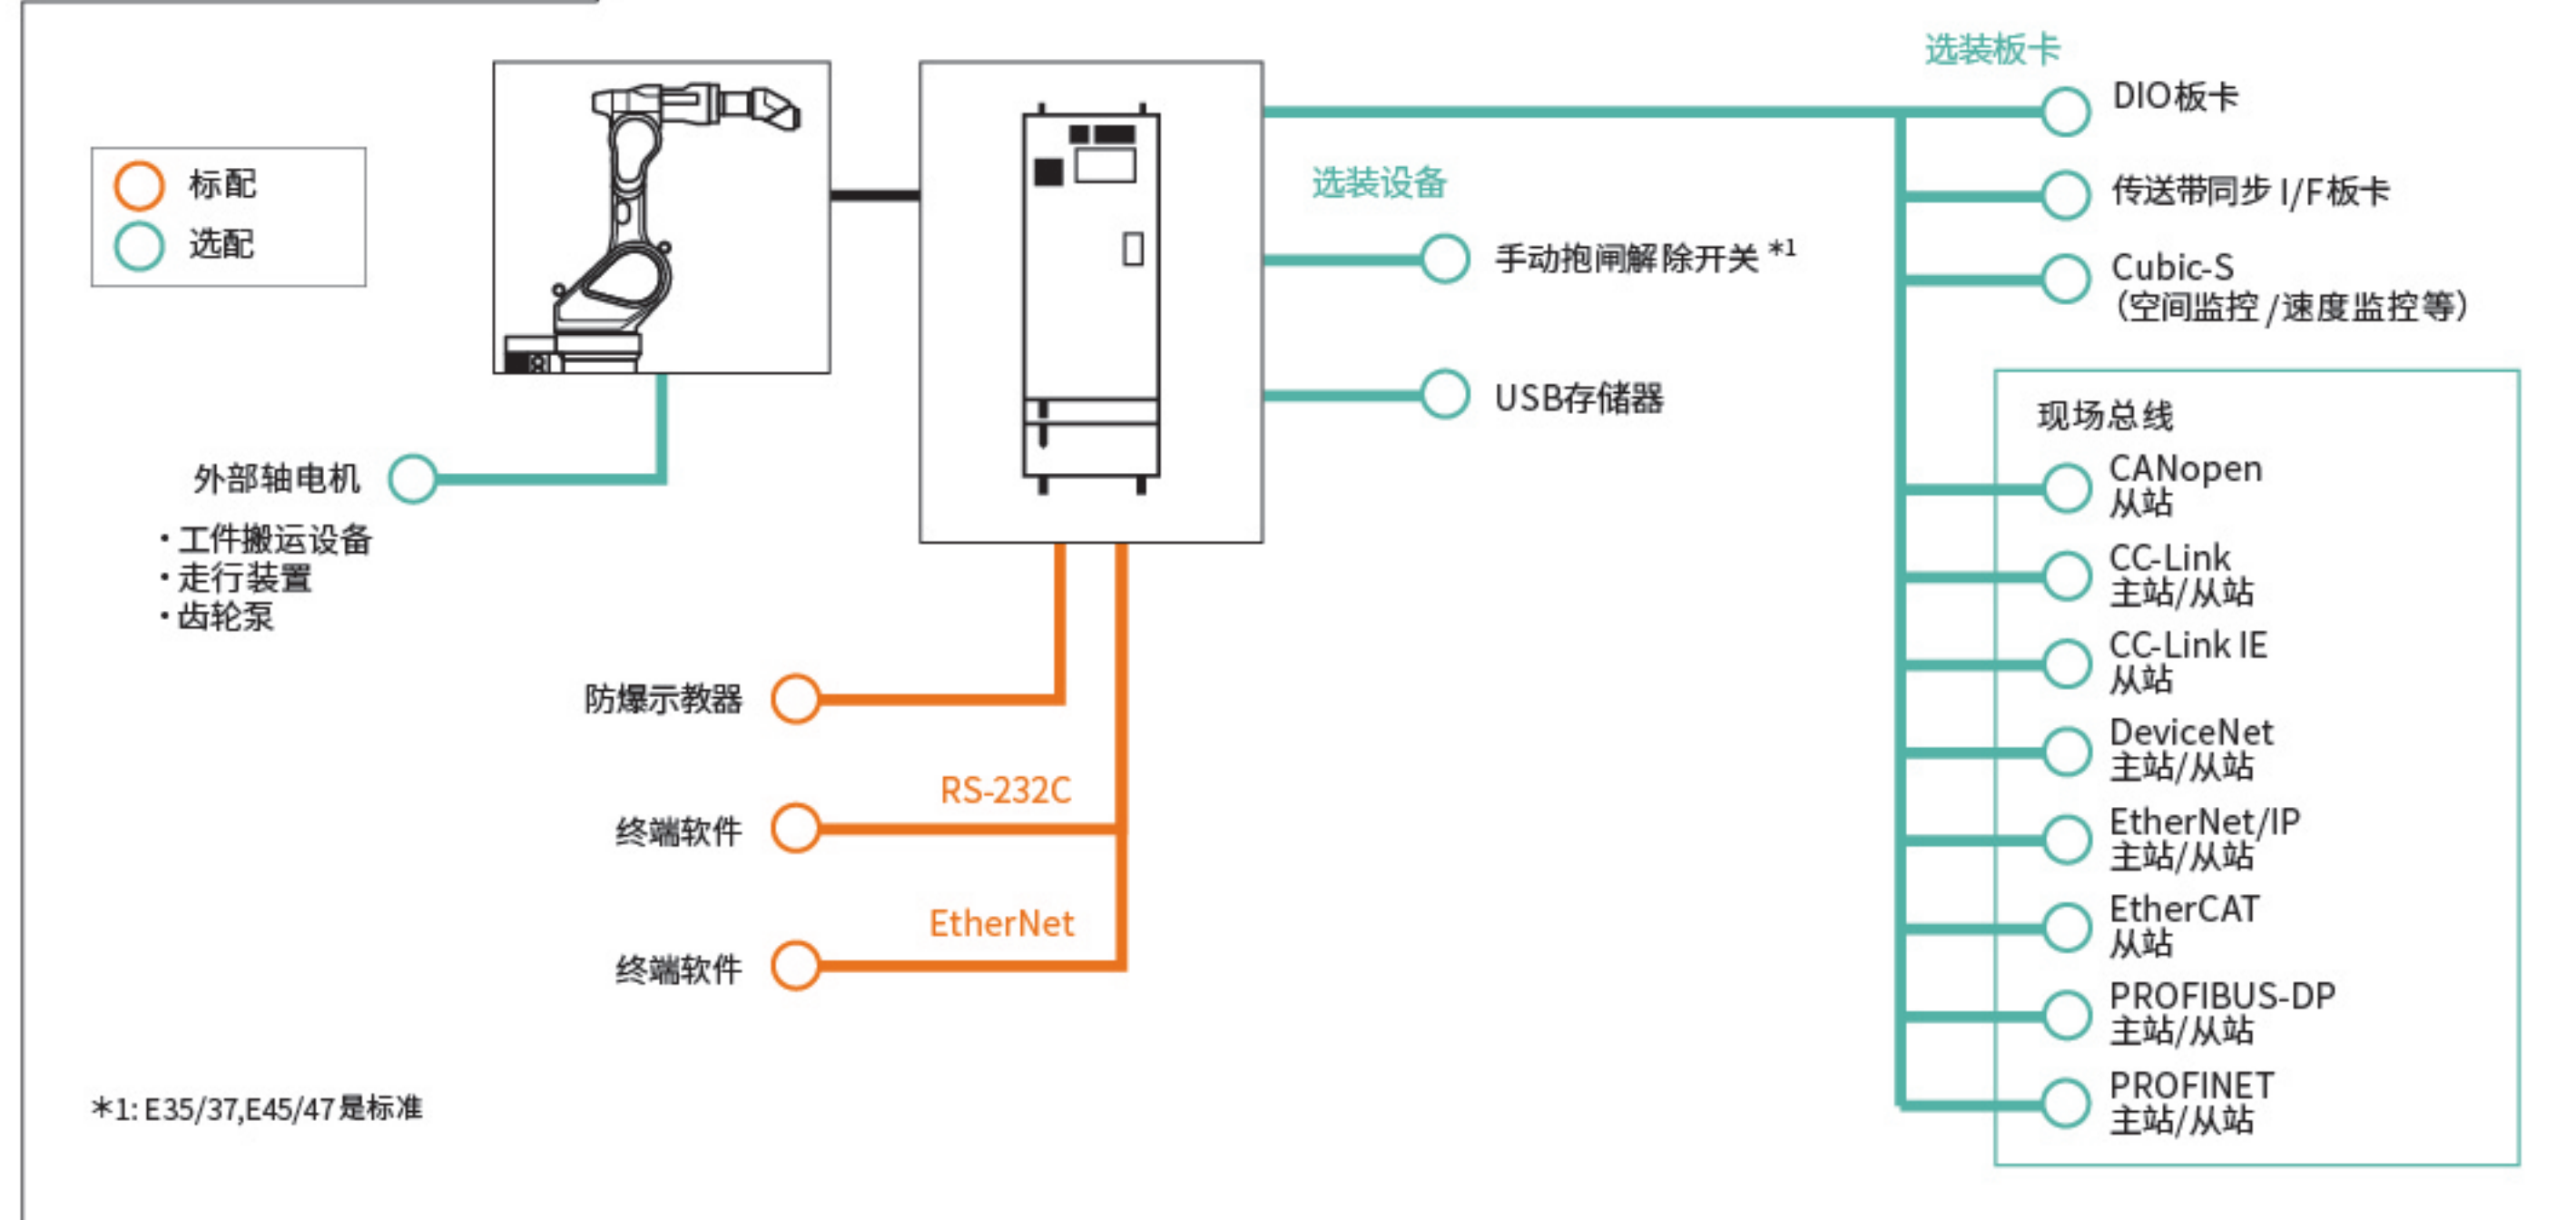 标配
选配
外部轴电机
・工件搬运设备
・走行装置
・齿轮泵
防爆示教器
RS-232C
终端软件
EtherNet
终端软件
*1: E35/37,E45/47是标准
选装设备
手动抱闸解除开关 *1
USB存储器
选装板卡
DIO板卡
传送带同步 I/F板卡
Cubic-S
（空间监控 /速度监控等）
现场总线
CANopen
从站
CC-Link
主站/从站
CC-Link IE
从站
DeviceNet
主站/从站
EtherNet/IP
主站/从站
EtherCAT
从站
PROFIBUS-DP
主站/从站
PROFINET
主站/从站